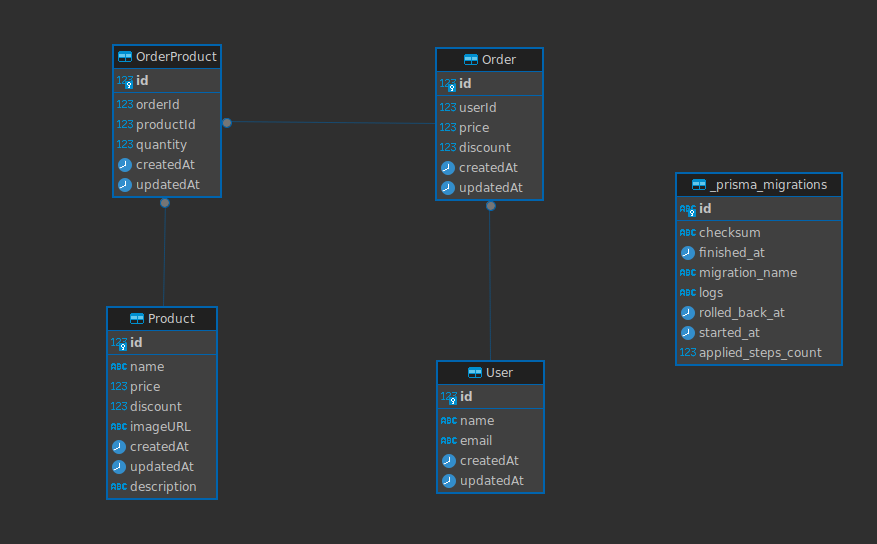 OrderProduct
123 id
123 orderId
123 productId
123 quantity
createdAt
updatedAt
Order
123 id
123 userId
123 price
123 discount
createdAt
updatedAt
_prisma_migrations
ABC id
ABC checksum
finished_at
ABC migration_name
ABC logs
rolled_back_at
started_at
123 applied_steps_count
Product
123 id
ABC name
123 price
123 discount
ABC imageURL
createdAt
updatedAt
ABC description
User
123 id
ABC name
ABC email
createdAt
updatedAt